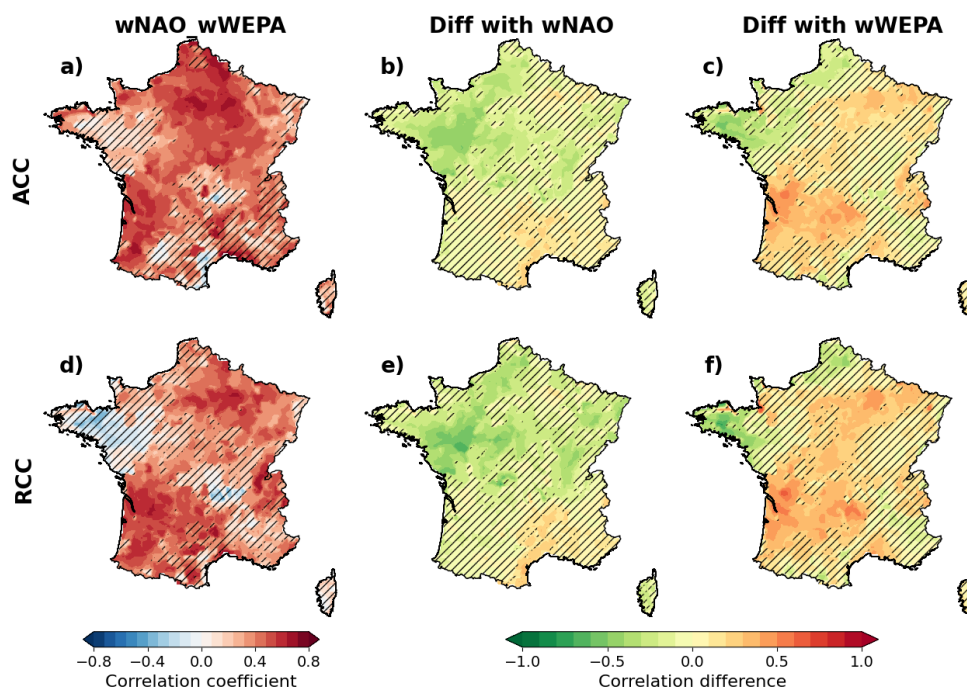 wNAO_wWEPA
Diff with wNAO
Diff with wWEPA
a)
b)
c)
ACC
d)
e)
f)
RCC
−0.8 −0.4 0.0 0.4 0.8
Correlation coefficient
−1.0 −0.5 0.0 0.5 1.0
Correlation difference